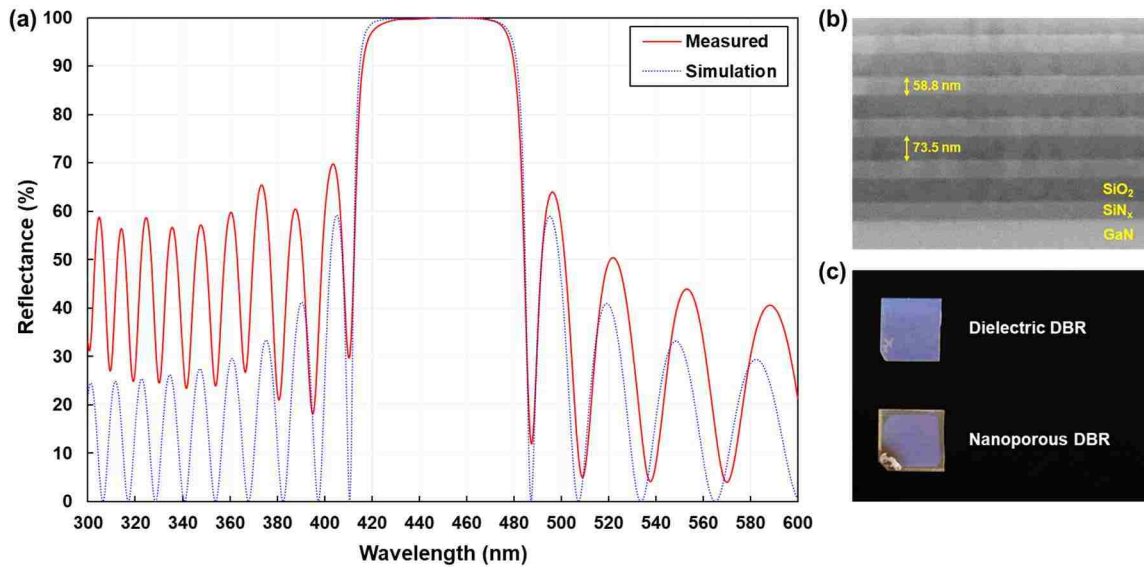 (a)
100
90
80
70
60
50
40
30
20
10
0
Reflectance (%)
Measured
Simulation
300 320 340 360 380 400 420 440 460 480 500 520 540 560 580 600
Wavelength (nm)
(b)
58.8 nm
73.5 nm
SiO₂
SiNₓ
GaN
(c)
Dielectric DBR
Nanoporous DBR